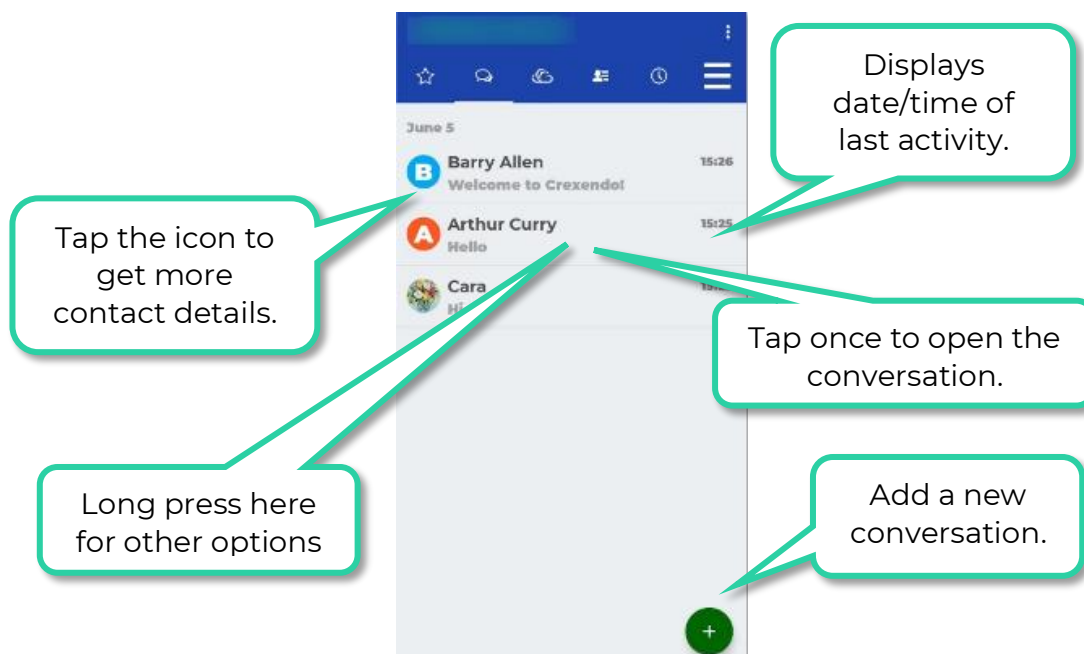 June 5
Barry Allen
15:26
Welcome to Crexendo!
Arthur Curry
15:25
Hello
Cara
Displays
date/time of
last activity.
Tap the icon to
get more
contact details.
Tap once to open the
conversation.
Long press here
for other options
Add a new
conversation.
B
A
+